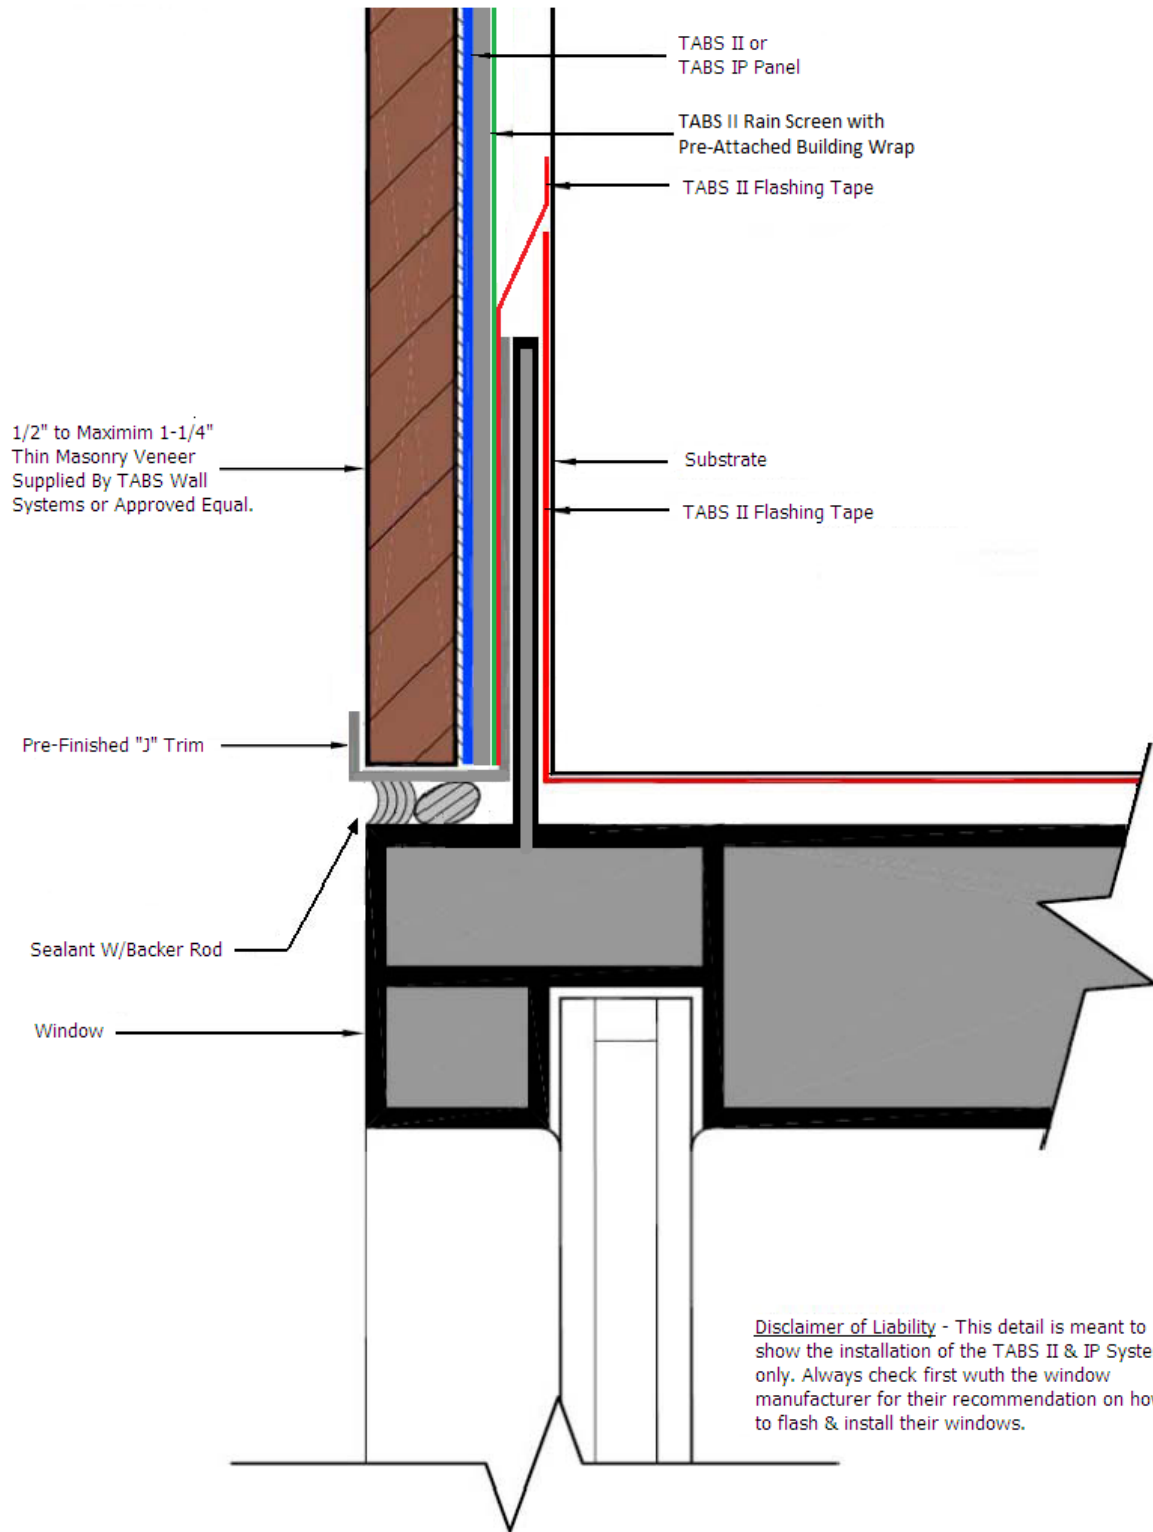 TABS II or
TABS IP Panel
TABS II Rain Screen with
Pre-Attached Building Wrap
TABS II Flashing Tape
1/2" to Maximim 1-1/4"
Thin Masonry Veneer
Supplied By TABS Wall
Systems or Approved Equal.
Substrate
TABS II Flashing Tape
Pre-Finished "J" Trim
Sealant W/Backer Rod
Window
Disclaimer of Liability - This detail is meant to
show the installation of the TABS II & IP Syste
only. Always check first wuth the window
manufacturer for their recommendation on ho
to flash & install their windows.